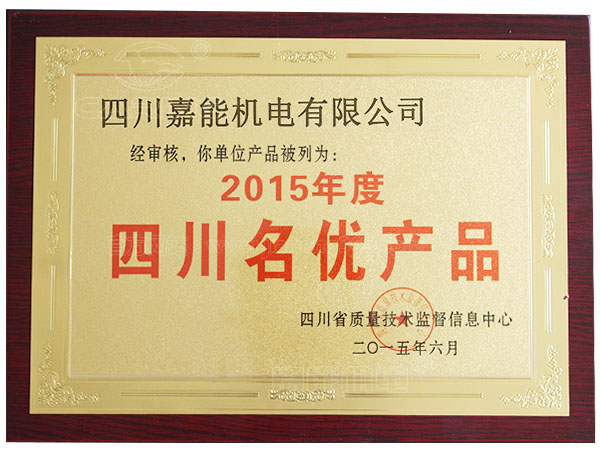 四川嘉能机电有限公司
经审核，你单位产品被列为：
2015年度
四川名优产品
四川省质量技术监督信息中心
二〇一五年六月